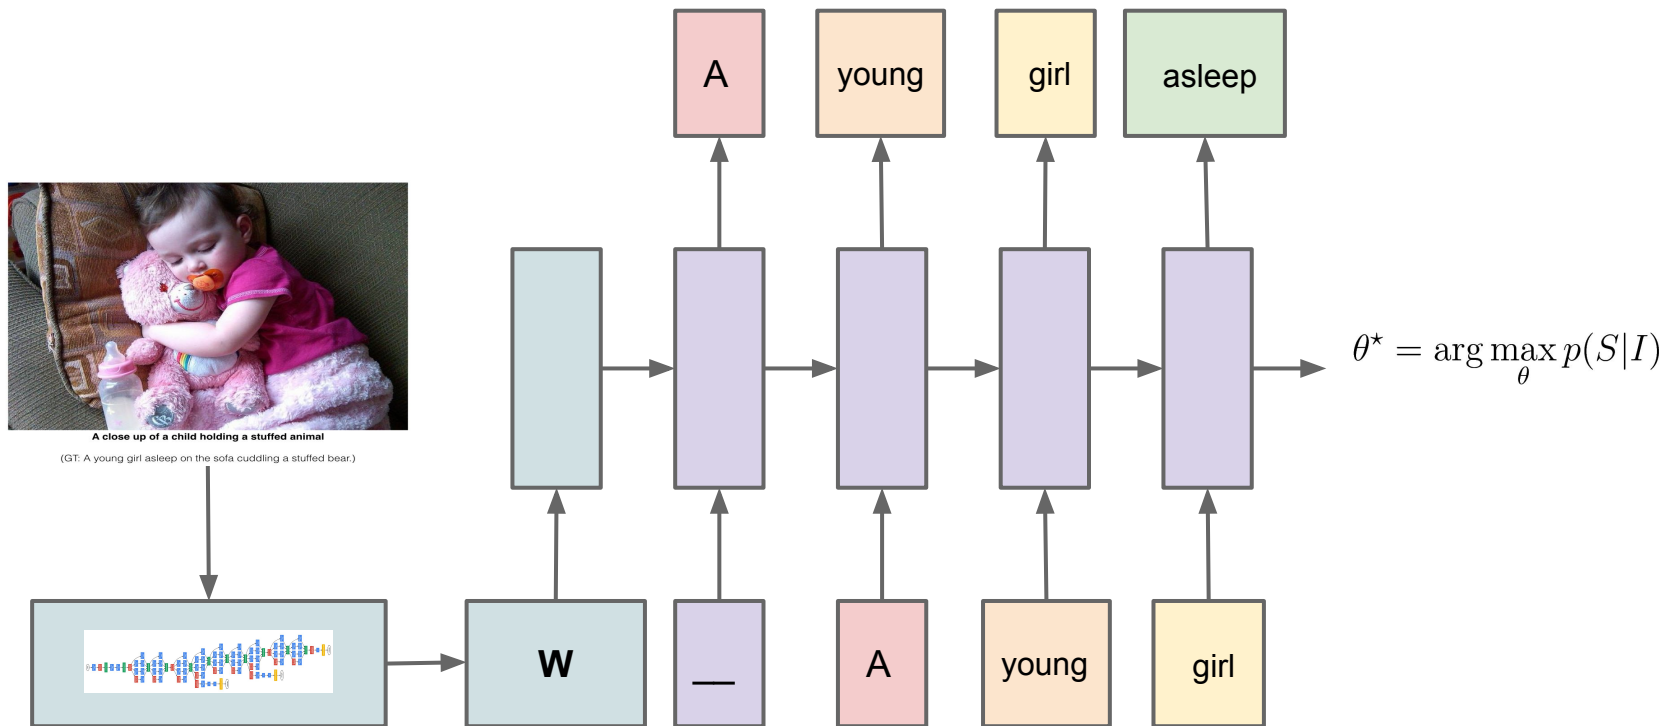 A young girl asleep
A close up of a child holding a stuffed animal
(GT: A young girl asleep on the sofa cuddling a stuffed bear.)
θ⋆ = arg max p(S|I)
θ
W __ A young girl